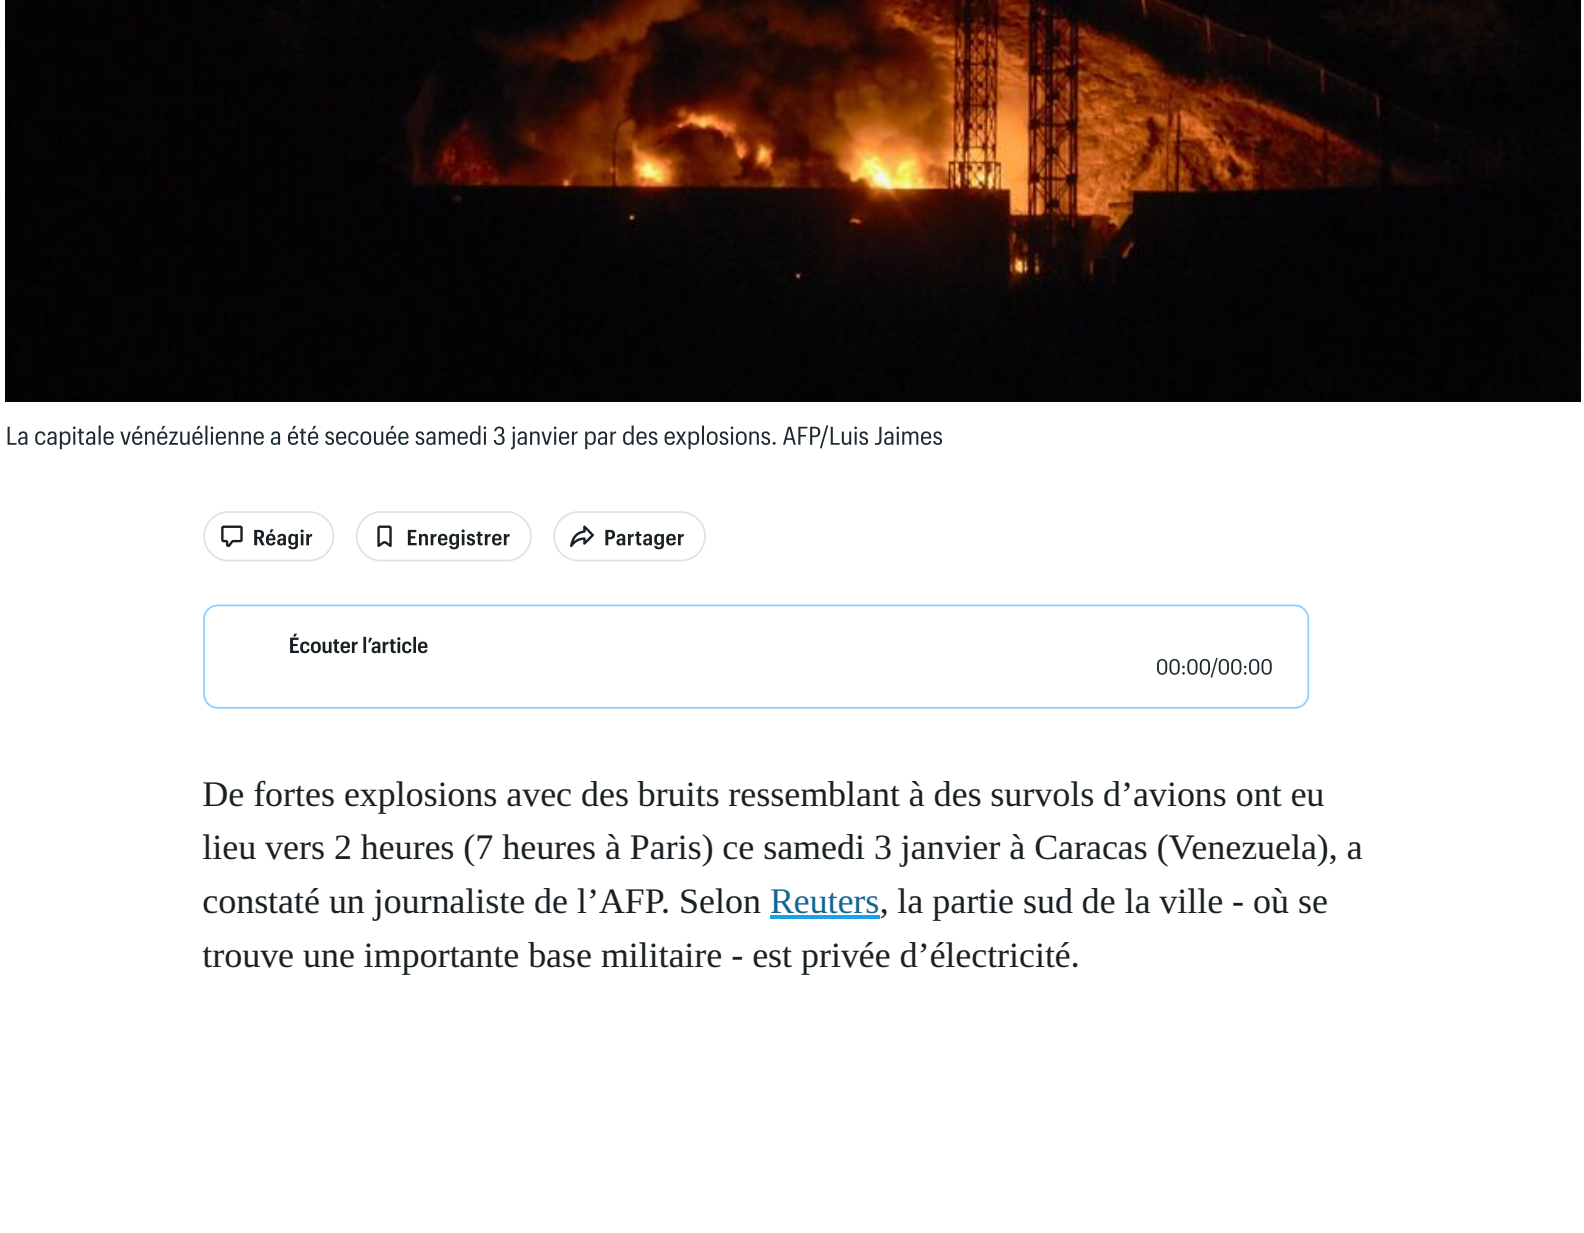 La capitale vénézuélienne a été secouée samedi 3 janvier par des explosions. AFP/Luis Jaimes
Réagir
Enregistrer
Partager
Écouter l’article
00:00/00:00
De fortes explosions avec des bruits ressemblant à des survols d’avions ont eu
lieu vers 2 heures (7 heures à Paris) ce samedi 3 janvier à Caracas (Venezuela), a
constaté un journaliste de l’AFP. Selon Reuters, la partie sud de la ville - où se
trouve une importante base militaire - est privée d’électricité.